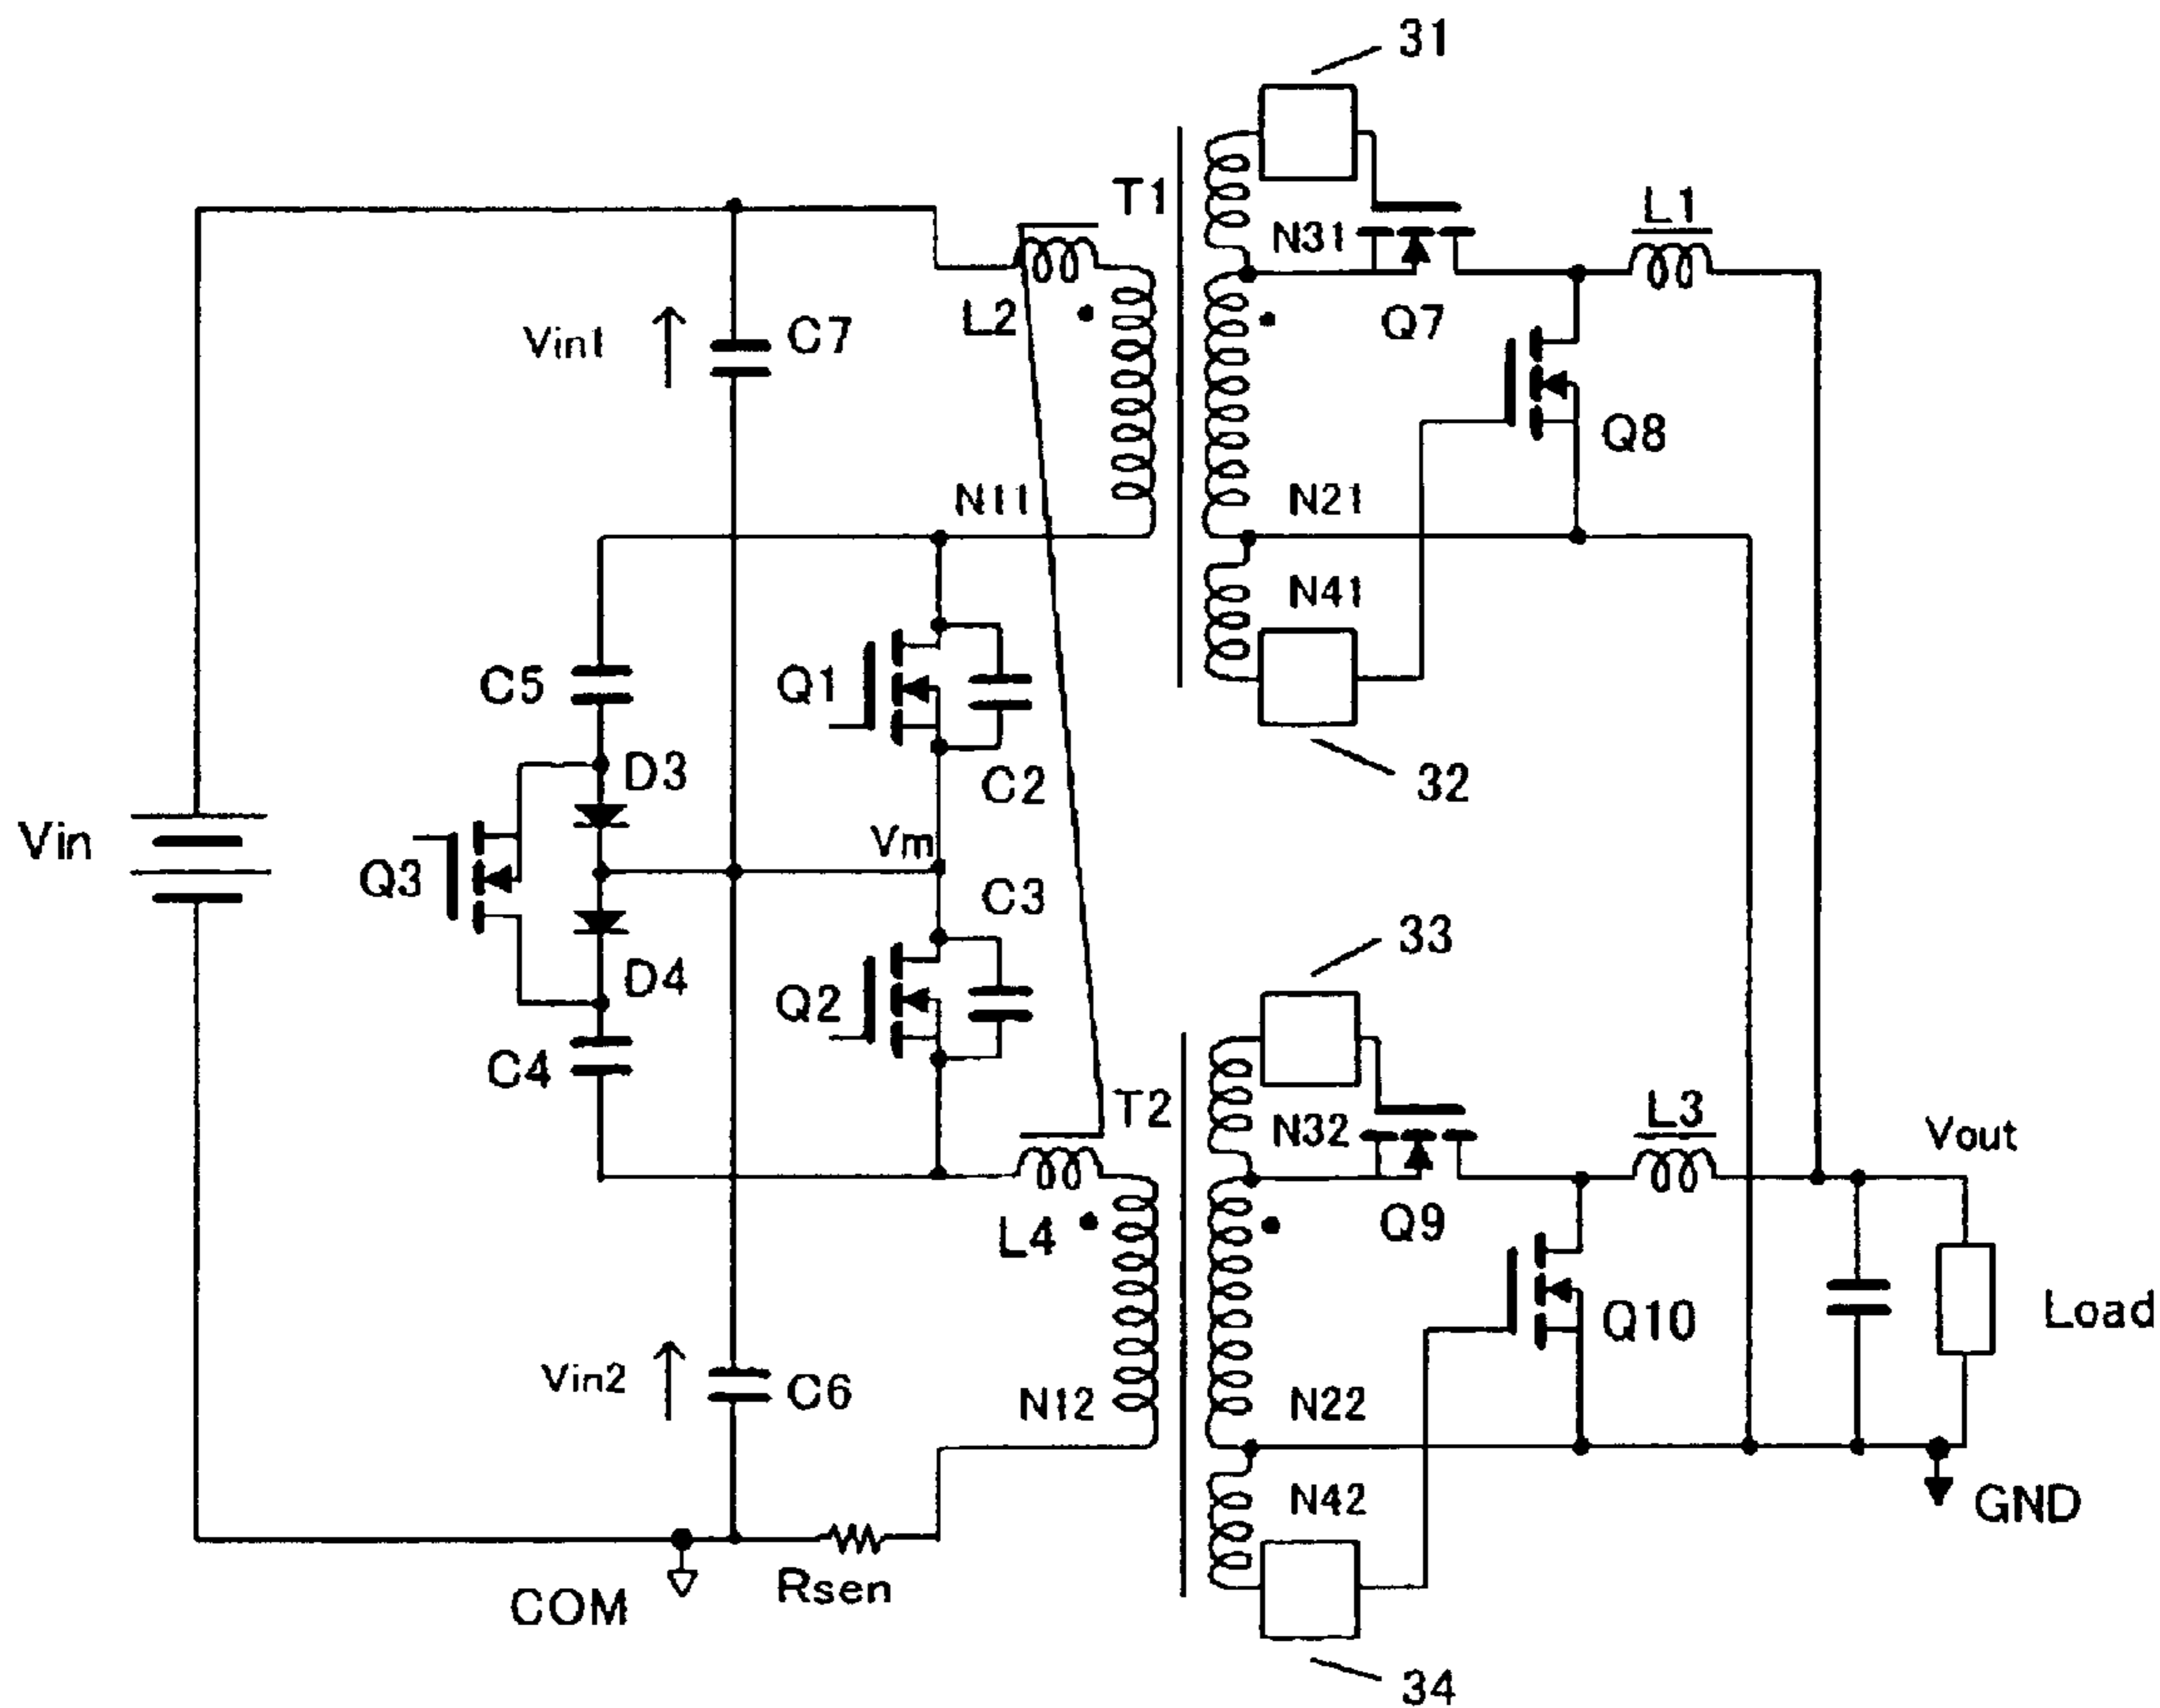 31
T1
L1
N31
L2
Vin1
C7
Q7
Q8
N11
N21
N41
C5
Q1
D3
C2
32
Vin
Vm
Q3
C3
33
D4
Q2
C4
T2
N32
L3
Vout
L4
Q9
Q10
Load
Vin2
C6
N12
N22
N42
GND
COM
Rsen
34